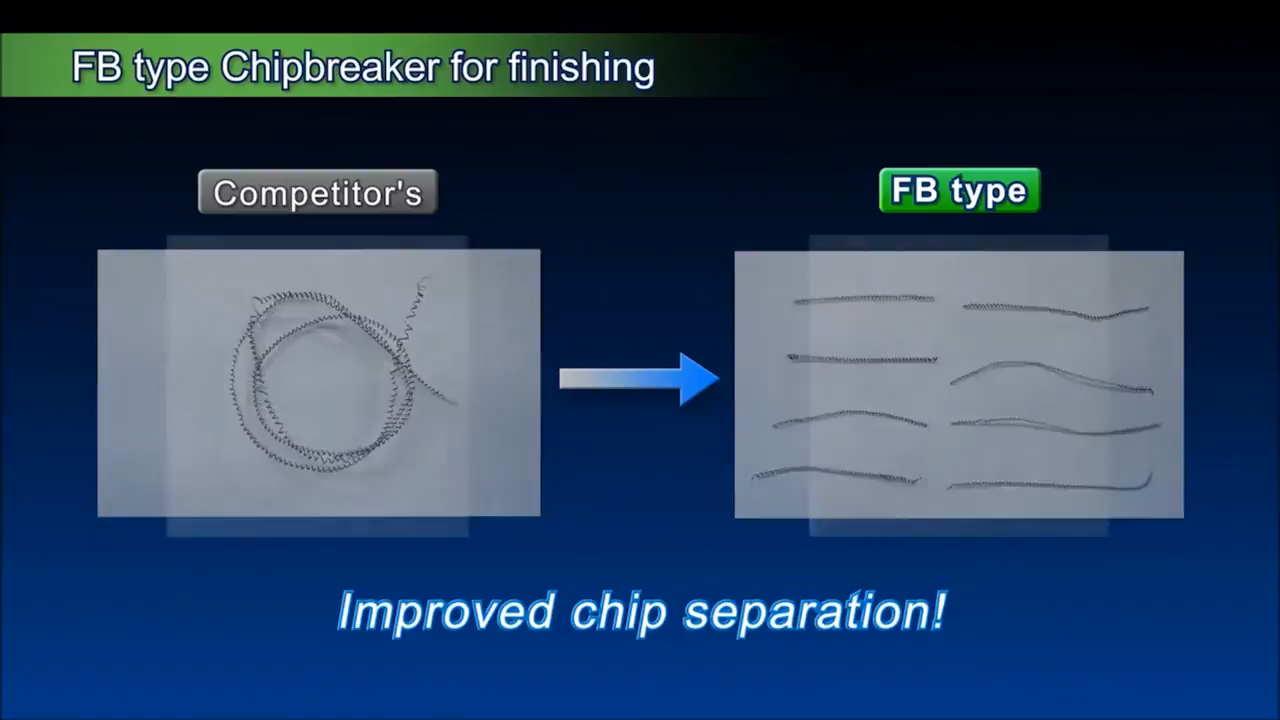 FB type Chipbreaker for finishing
Competitor's
FB type
Improved chip separation!